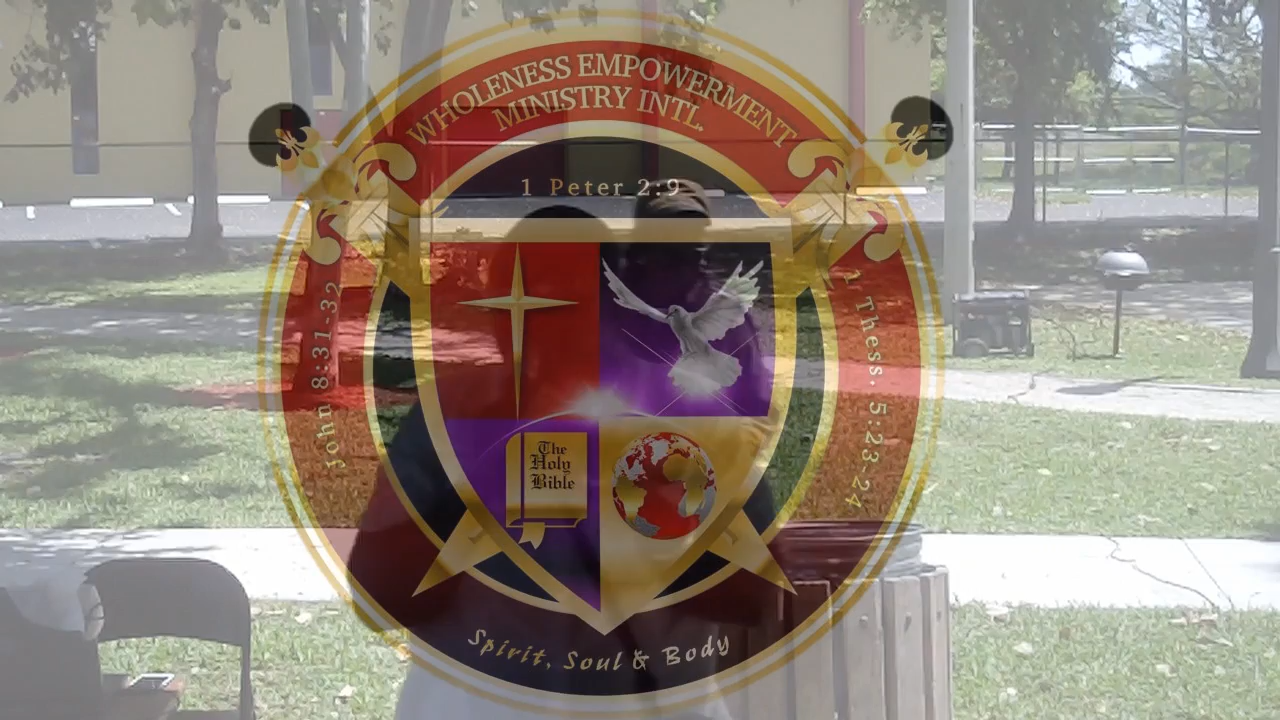 WHOLENESS EMPOWERMENT
MINISTRY INTL.
1 Peter 2:9
John 8:31-32
1 Thess. 5:23-24
The
Holy
Bible
Spirit, Soul & Body